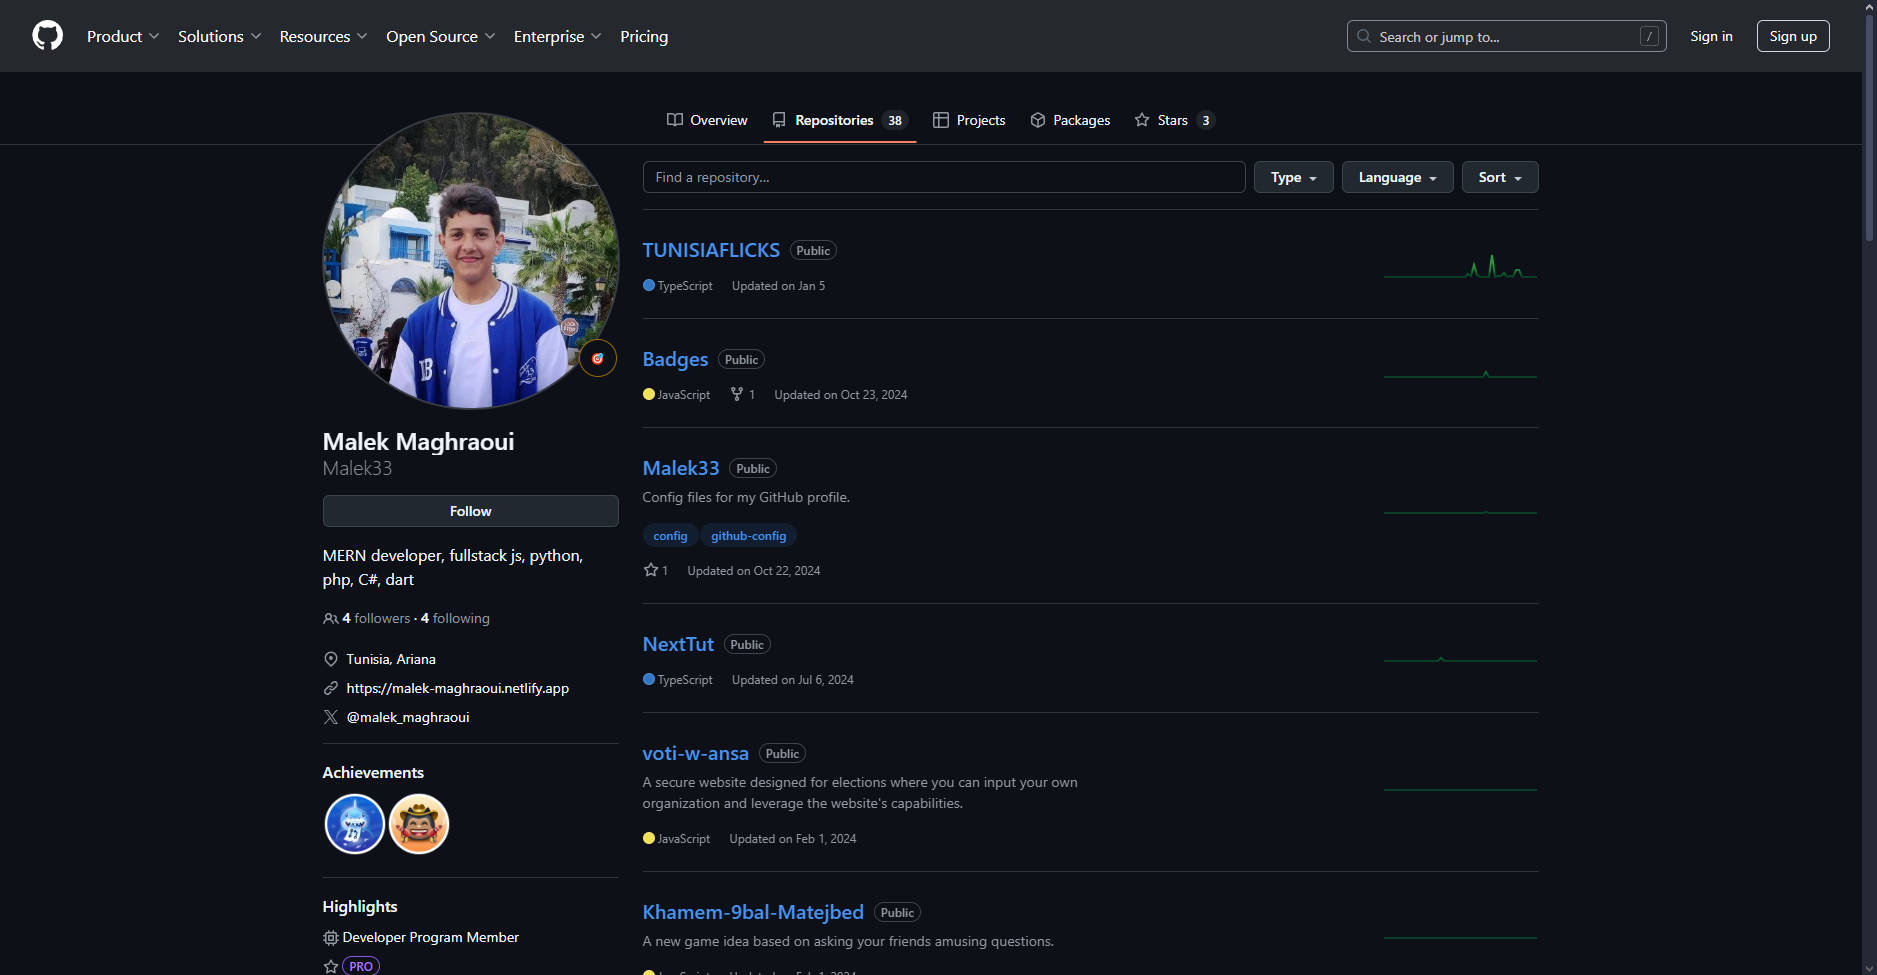 Product Solutions Resources Open Source Enterprise Pricing Search or jump to... / Sign in Sign up
Overview Repositories 38 Projects Packages Stars 3
Find a repository... Type Language Sort
TUNISIAFLICKS Public
TypeScript Updated on Jan 5
Badges Public
JavaScript 1 Updated on Oct 23, 2024
Malek33 Public
Config files for my GitHub profile.
config github-config
1 Updated on Oct 22, 2024
NextTut Public
TypeScript Updated on Jul 6, 2024
voti-w-ansa Public
A secure website designed for elections where you can input your own
organization and leverage the website's capabilities.
JavaScript Updated on Feb 1, 2024
Khamem-9bal-Matejbed Public
A new game idea based on asking your friends amusing questions.
Malek Maghraoui
Malek33
Follow
MERN developer, fullstack js, python,
php, C#, dart
4 followers · 4 following
Tunisia, Ariana
https://malek-maghraoui.netlify.app
@malek_maghraoui
Achievements
Highlights
Developer Program Member
PRO